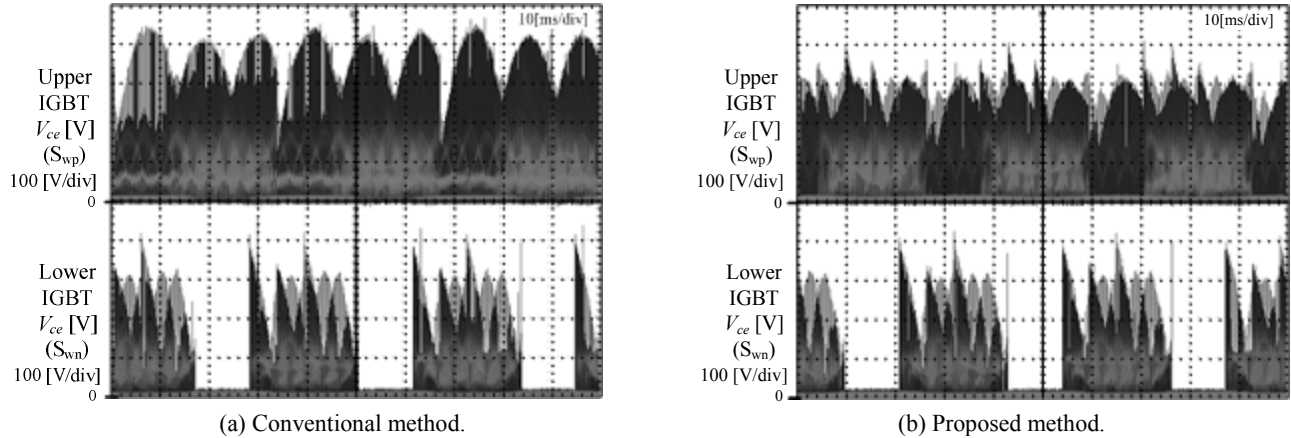 10[ms/div]
Upper
IGBT
Vce [V]
(Swp)
100 [V/div]
0
Lower
IGBT
Vce [V]
(Swn)
100 [V/div]
0
(a) Conventional method.
10[ms/div]
Upper
IGBT
Vce [V]
(Swp)
100 [V/div]
0
Lower
IGBT
Vce [V]
(Swn)
100 [V/div]
0
(b) Proposed method.